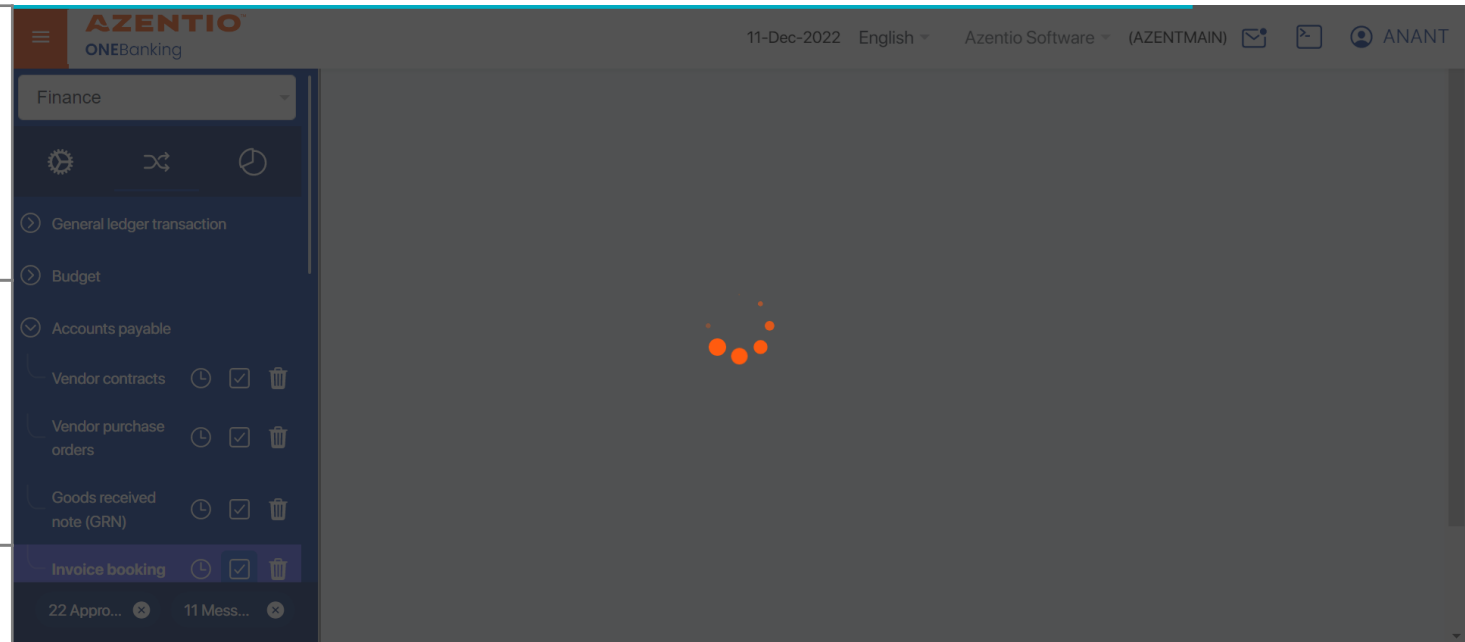 AZENTIO
ONEBanking
11-Dec-2022 English Azentio Software (AZENTMAIN) ANANT
Finance
General ledger transaction
Budget
Accounts payable
Vendor contracts
Vendor purchase
orders
Goods received
note (GRN)
Invoice booking
22 Appro... 11 Mess...